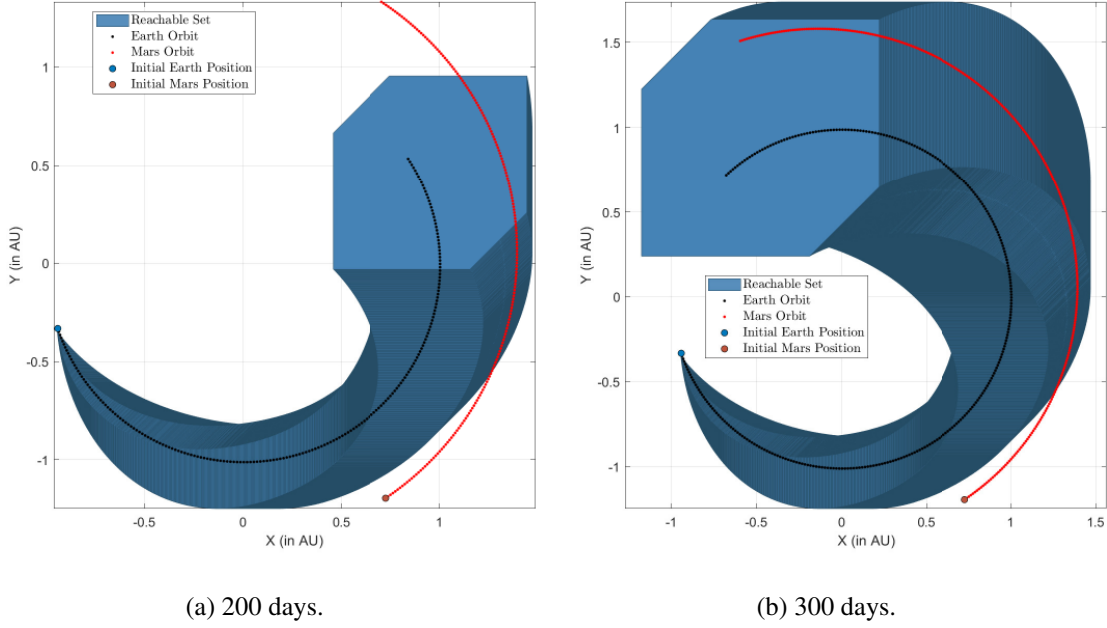 Reachable Set
Earth Orbit
Mars Orbit
Initial Earth Position
Initial Mars Position
1
0.5
0
-0.5
-1
Y (in AU)
-0.5
0
0.5
1
X (in AU)
(a) 200 days.
1.5
1
0.5
0
-0.5
-1
Y (in AU)
Reachable Set
Earth Orbit
Mars Orbit
Initial Earth Position
Initial Mars Position
-1
-0.5
0
0.5
1
1.5
X (in AU)
(b) 300 days.